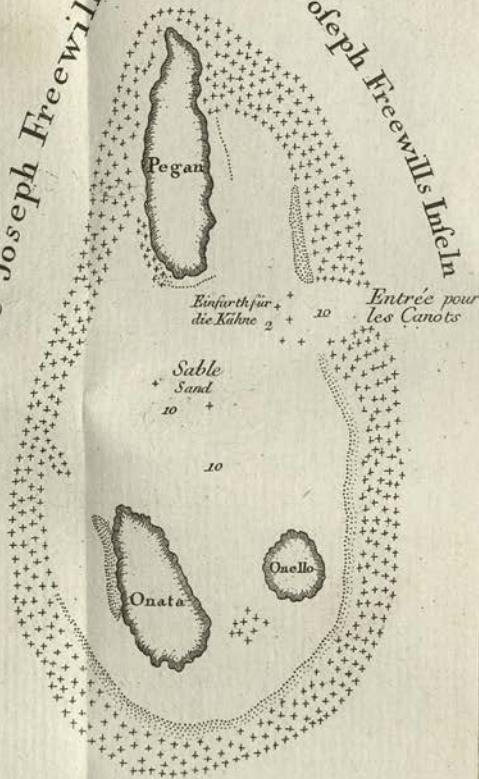 Joseph Freewill
oſeph Freewills Inſeln
Pegan
Einfurth für
die Kähne 2
10
Entrée pour
les Canots
Sable
Sand
10
10
Onata
Onello